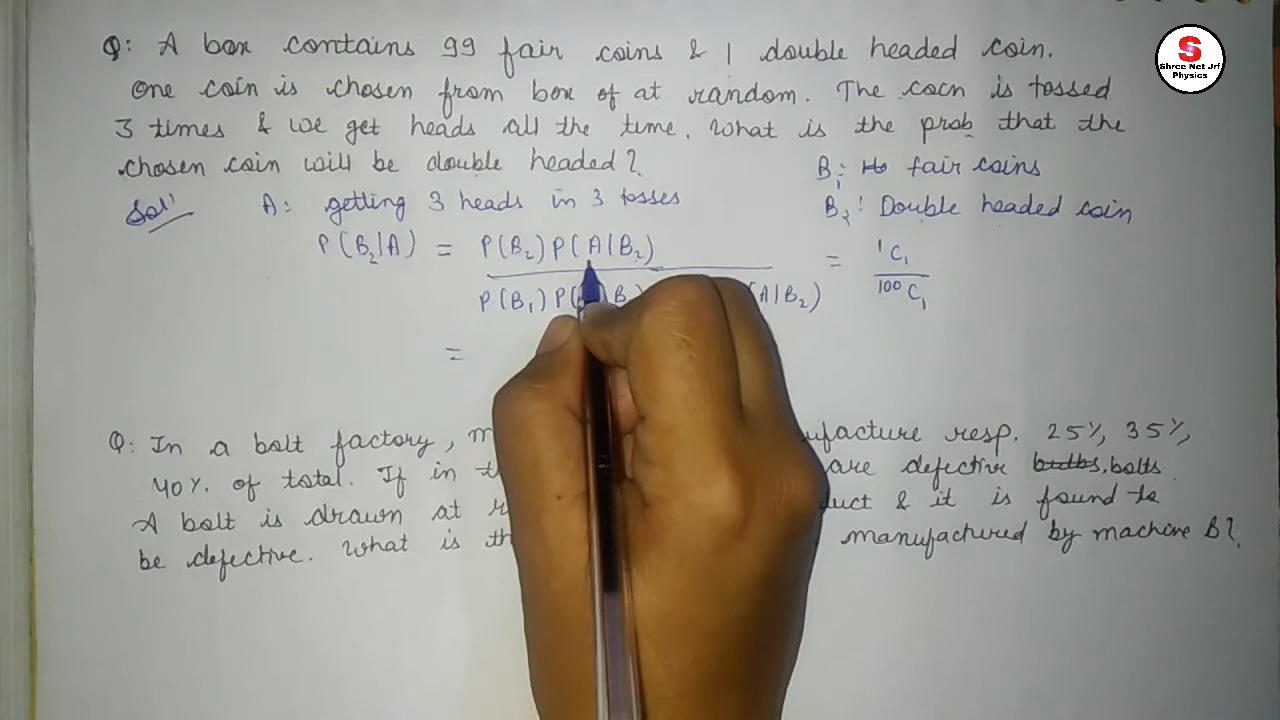 S
Shree Net Jrf
Physics
Q: A box contains 99 fair coins & 1 double headed coin.
One coin is chosen from box of at random. The cocn is tossed
3 times & we get heads all the time. What is the prob that the
chosen coin will be double headed?
B₁: No fair coins
Sol' A: getting 3 heads in 3 tosses
B₂: Double headed coin
P(B₂|A) = P(B₂)P(A|B₂) = ¹C₁
P(B₁)P( |B (A|B₂) ¹⁰⁰C₁
=
Q: In a bolt factory, ufacture resp. 25%, 35%,
40%. of total. If in are defective bulbs, bolts
A bolt is drawn at & it is found to
be defective. What is manufactured by machine B?